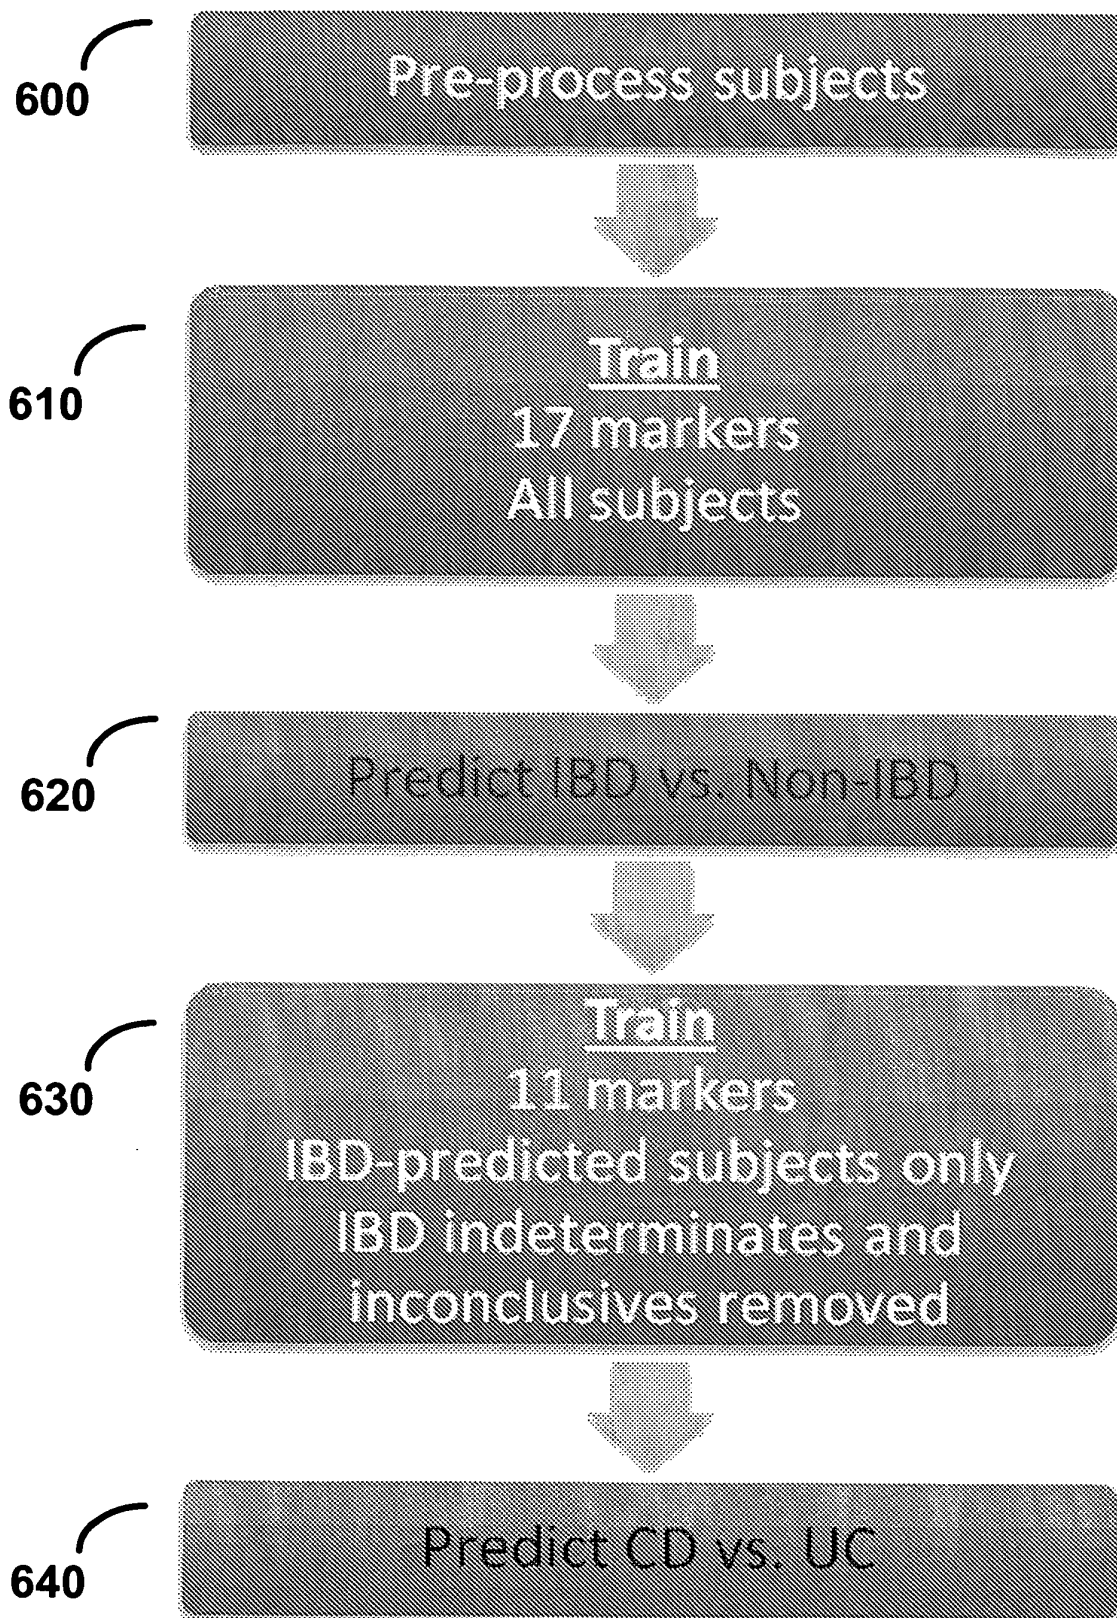 600
Pre-process subjects
610
Train
17 markers
All subjects
620
Predict IBD vs. Non-IBD
630
Train
11 markers
IBD-predicted subjects only
IBD indeterminates and
inconclusives removed
640
Predict CD vs. UC